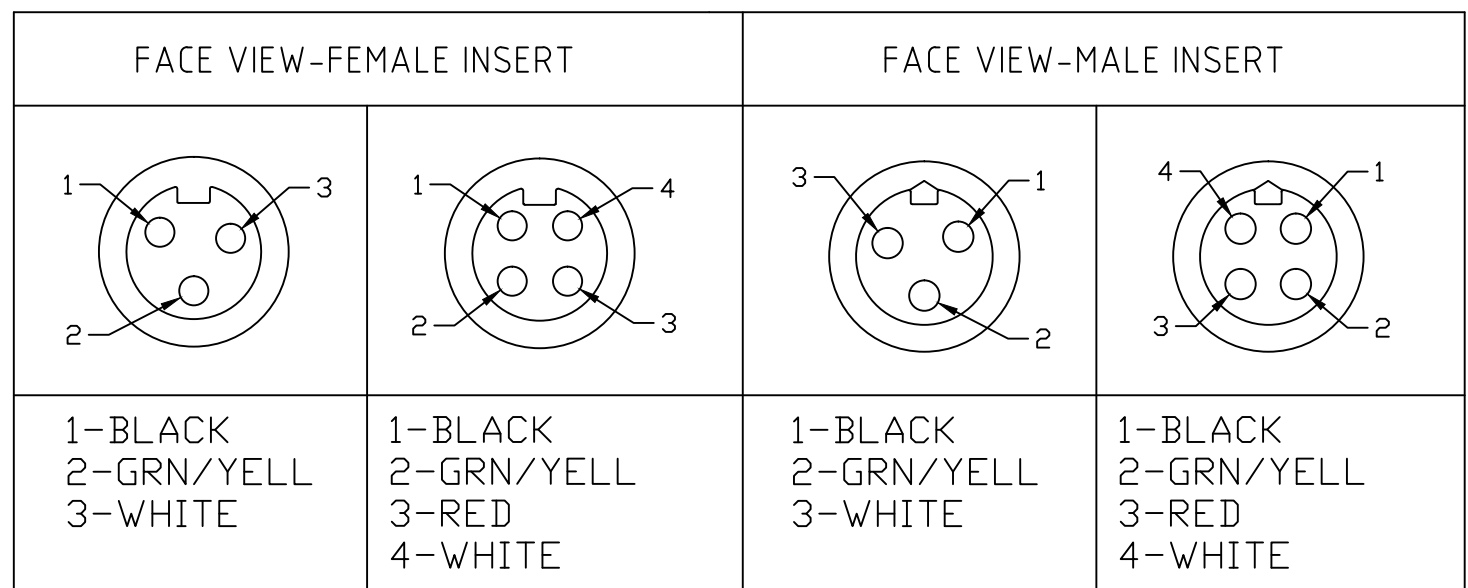 FACE VIEW-FEMALE INSERT
FACE VIEW-MALE INSERT
1 3
2
1 4
2 3
3 1
2
4 1
3 2
1-BLACK
2-GRN/YELL
3-WHITE
1-BLACK
2-GRN/YELL
3-RED
4-WHITE
1-BLACK
2-GRN/YELL
3-WHITE
1-BLACK
2-GRN/YELL
3-RED
4-WHITE